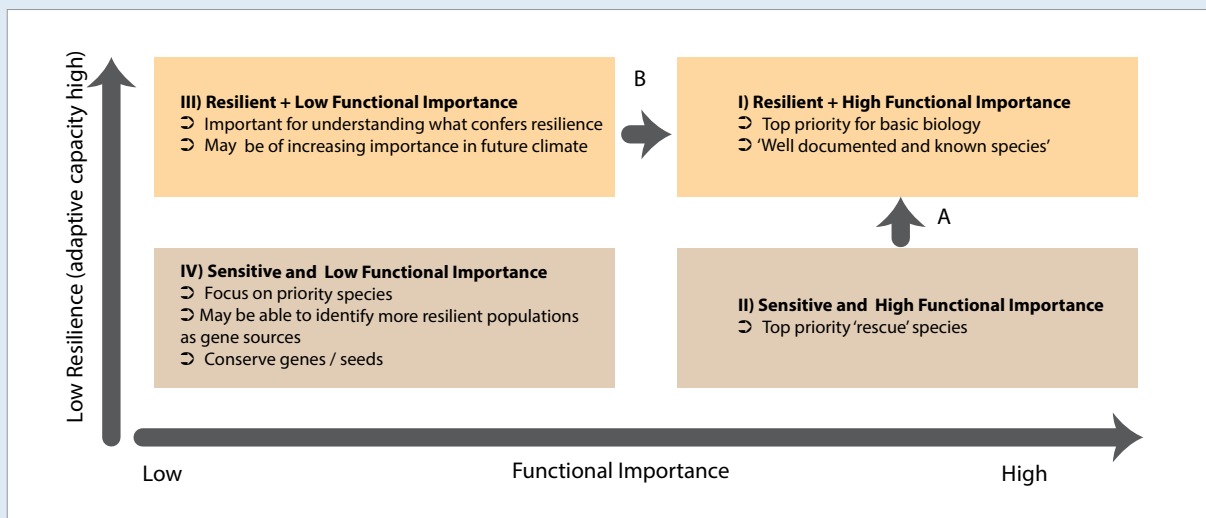 Low Resilience (adaptive capacity high)
III) Resilient + Low Functional Importance
➲ Important for understanding what confers resilience
➲ May be of increasing importance in future climate
B
I) Resilient + High Functional Importance
➲ Top priority for basic biology
➲ ‘Well documented and known species’
A
IV) Sensitive and Low Functional Importance
➲ Focus on priority species
➲ May be able to identify more resilient populations
as gene sources
➲ Conserve genes / seeds
II) Sensitive and High Functional Importance
➲ Top priority ‘rescue’ species
Low
Functional Importance
High